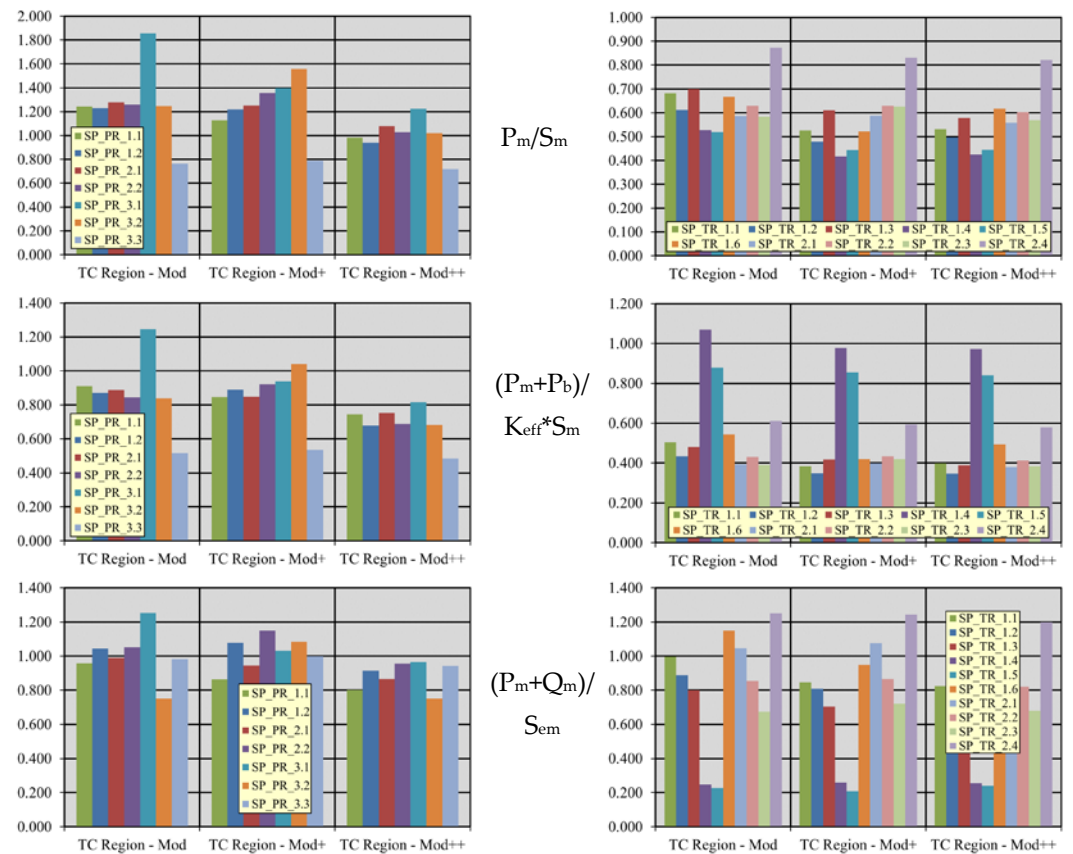 2.000
1.800
1.600
1.400
1.200
1.000
0.800
0.600
0.400
0.200
0.000
SP_PR_1.1
SP_PR_1.2
SP_PR_2.1
SP_PR_2.2
SP_PR_3.1
SP_PR_3.2
SP_PR_3.3
TC Region - Mod TC Region - Mod+ TC Region - Mod++
Pm/Sm
1.000
0.900
0.800
0.700
0.600
0.500
0.400
0.300
0.200
0.100
0.000
SP_TR_1.1 SP_TR_1.2 SP_TR_1.3 SP_TR_1.4 SP_TR_1.5
SP_TR_1.6 SP_TR_2.1 SP_TR_2.2 SP_TR_2.3 SP_TR_2.4
TC Region - Mod TC Region - Mod+ TC Region - Mod++
1.400
1.200
1.000
0.800
0.600
0.400
0.200
0.000
SP_PR_1.1
SP_PR_1.2
SP_PR_2.1
SP_PR_2.2
SP_PR_3.1
SP_PR_3.2
SP_PR_3.3
TC Region - Mod TC Region - Mod+ TC Region - Mod++
(Pm+Pb)/
Keff*Sm
1.200
1.000
0.800
0.600
0.400
0.200
0.000
SP_TR_1.1 SP_TR_1.2 SP_TR_1.3 SP_TR_1.4 SP_TR_1.5
SP_TR_1.6 SP_TR_2.1 SP_TR_2.2 SP_TR_2.3 SP_TR_2.4
TC Region - Mod TC Region - Mod+ TC Region - Mod++
1.400
1.200
1.000
0.800
0.600
0.400
0.200
0.000
SP_PR_1.1
SP_PR_1.2
SP_PR_2.1
SP_PR_2.2
SP_PR_3.1
SP_PR_3.2
SP_PR_3.3
TC Region - Mod TC Region - Mod+ TC Region - Mod++
(Pm+Qm)/
Sem
1.400
1.200
1.000
0.800
0.600
0.400
0.200
0.000
SP_TR_1.1
SP_TR_1.2
SP_TR_1.3
SP_TR_1.4
SP_TR_1.5
SP_TR_1.6
SP_TR_2.1
SP_TR_2.2
SP_TR_2.3
SP_TR_2.4
TC Region - Mod TC Region - Mod+ TC Region - Mod++